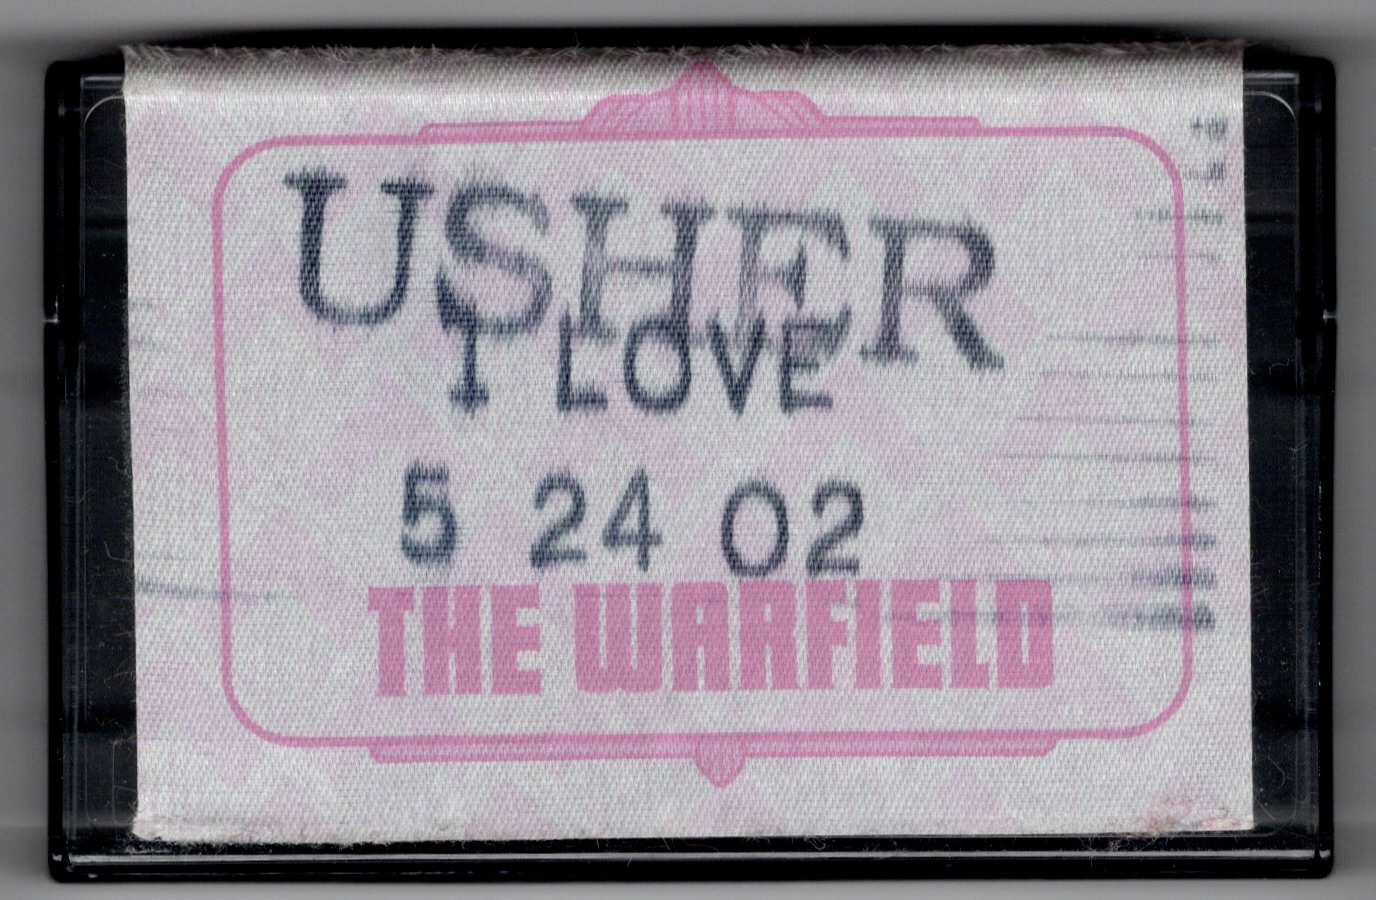 USHER
I LOVE
5 24 02
THE WARFIELD